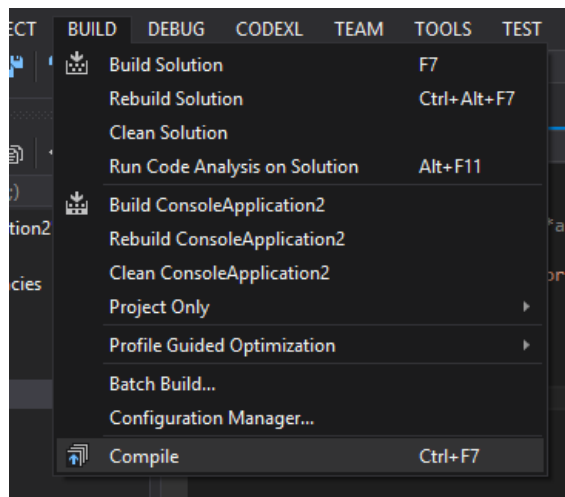 ECT BUILD DEBUG CODEXL TEAM TOOLS TEST
Build Solution F7
Rebuild Solution Ctrl+Alt+F7
Clean Solution
Run Code Analysis on Solution Alt+F11
;)
Build ConsoleApplication2
tion2
*a
Rebuild ConsoleApplication2
Clean ConsoleApplication2
cies
or
Project Only
Profile Guided Optimization
Batch Build...
Configuration Manager...
Compile Ctrl+F7